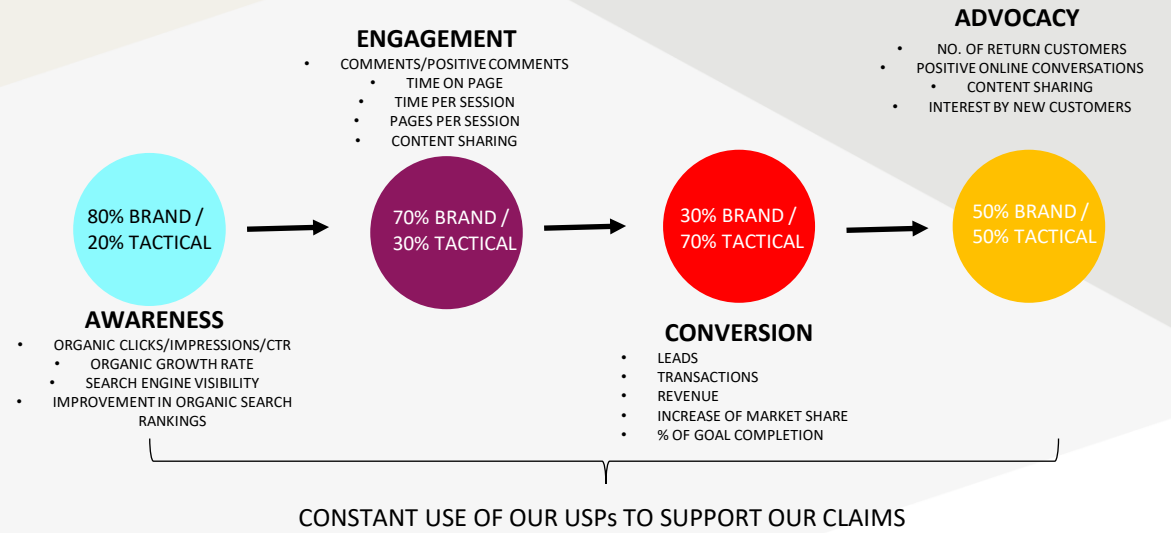 ADVOCACY
• NO. OF RETURN CUSTOMERS
• POSITIVE ONLINE CONVERSATIONS
• CONTENT SHARING
• INTEREST BY NEW CUSTOMERS
ENGAGEMENT
• COMMENTS/POSITIVE COMMENTS
• TIME ON PAGE
• TIME PER SESSION
• PAGES PER SESSION
• CONTENT SHARING
80% BRAND /
20% TACTICAL
70% BRAND /
30% TACTICAL
30% BRAND /
70% TACTICAL
50% BRAND /
50% TACTICAL
AWARENESS
• ORGANIC CLICKS/IMPRESSIONS/CTR
• ORGANIC GROWTH RATE
• SEARCH ENGINE VISIBILITY
• IMPROVEMENT IN ORGANIC SEARCH
RANKINGS
CONVERSION
• LEADS
• TRANSACTIONS
• REVENUE
• INCREASE OF MARKET SHARE
• % OF GOAL COMPLETION
CONSTANT USE OF OUR USPs TO SUPPORT OUR CLAIMS